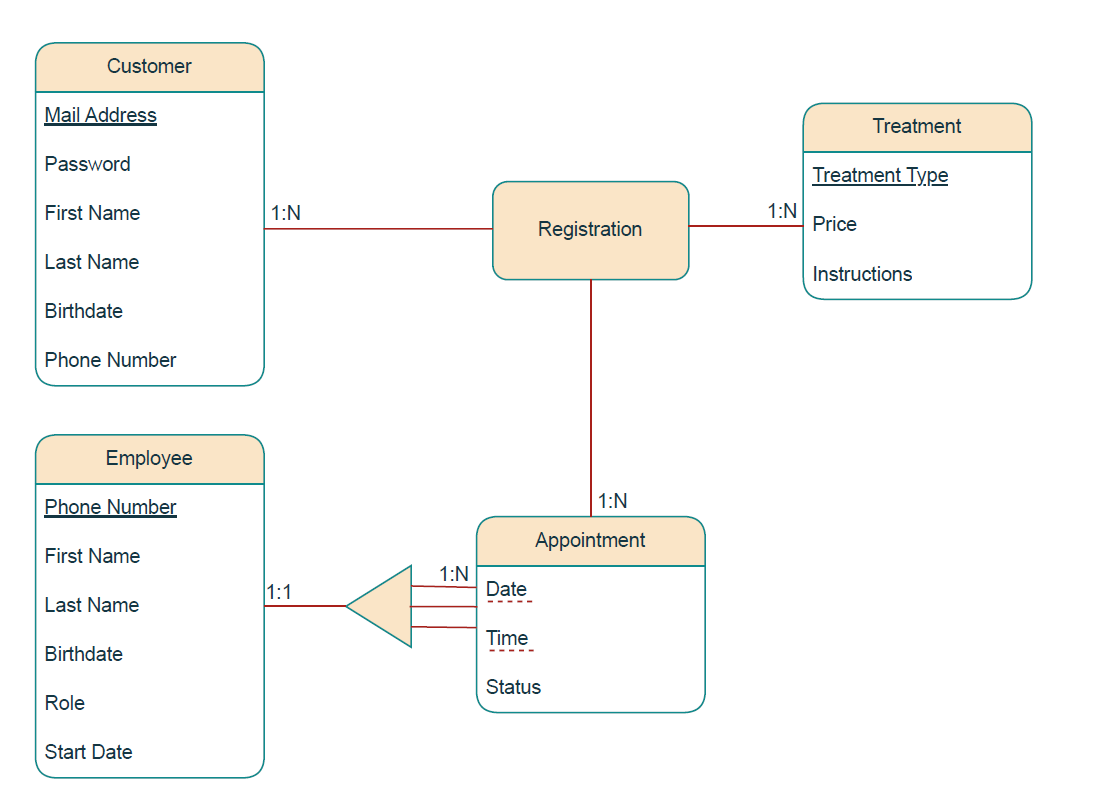 Customer
Mail Address
Password
First Name
Last Name
Birthdate
Phone Number
1:N
Registration
1:N
Treatment
Treatment Type
Price
Instructions
Employee
Phone Number
First Name
Last Name
Birthdate
Role
Start Date
1:1
1:N
1:N
Appointment
Date
Time
Status